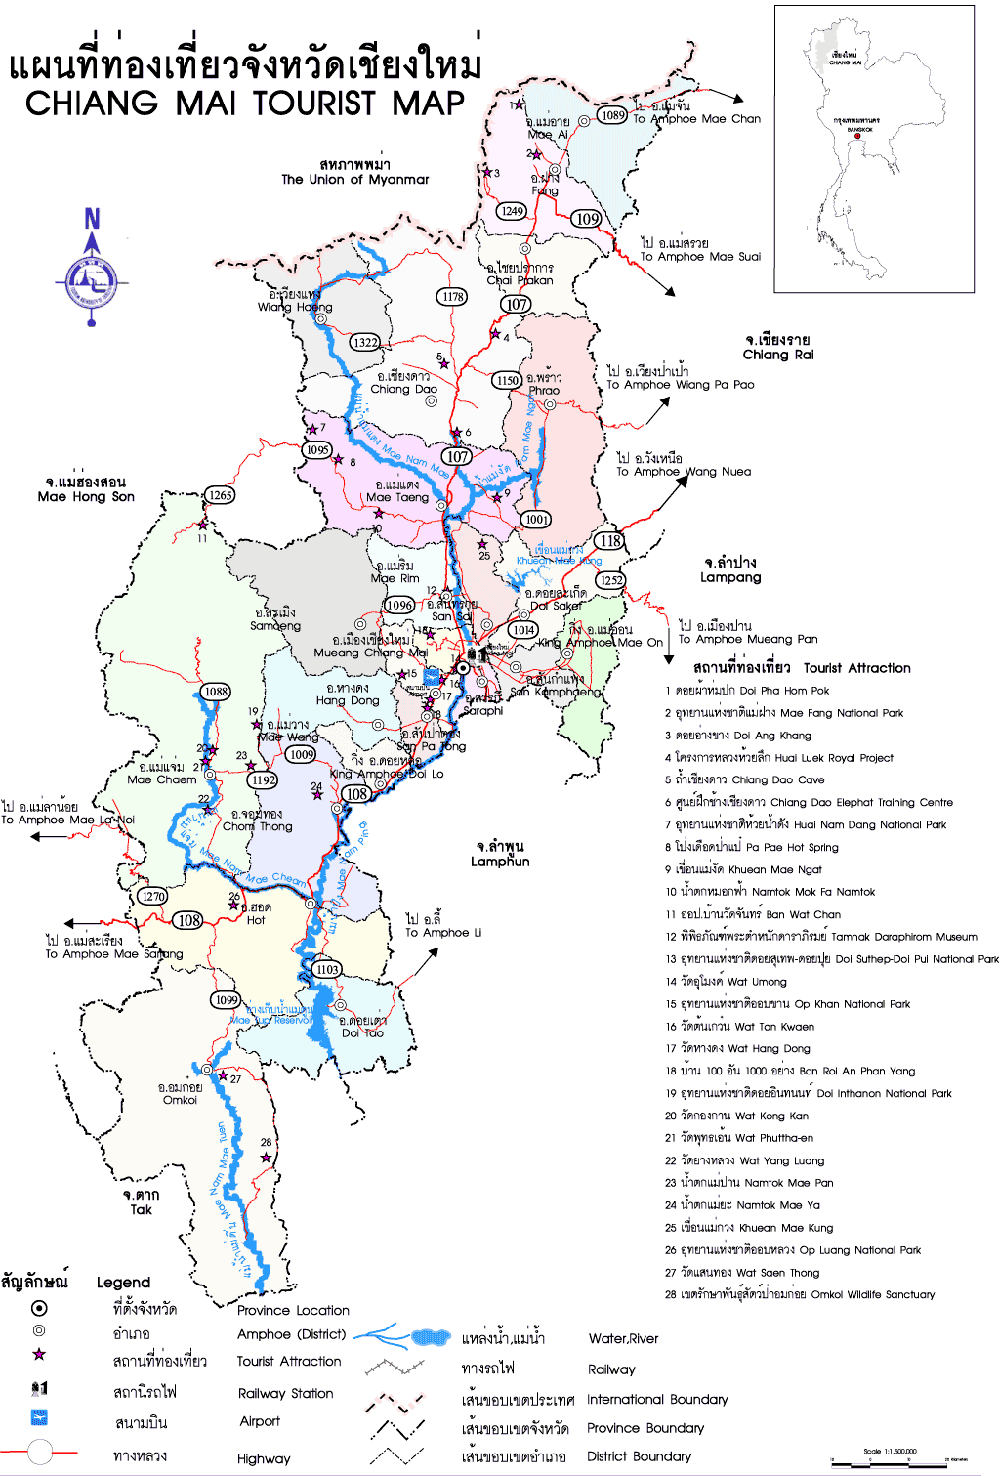 แผนที่ท่องเที่ยวจังหวัดเชียงใหม่
CHIANG MAI TOURIST MAP
เชียงใหม่
CHIANG MAI
กรุงเทพมหานคร
BANGKOK
N
สหภาพพม่า
The Union of Myanmar
ไป อ.แม่จัน
To Amphoe Mae Chan
1089
อ.แม่อาย
Mae Ai
1
2
3
อ.ฝาง
Fang
1249
109
ไป อ.แม่สรวย
To Amphoe Mae Suai
อ.ไชยปราการ
Chai Prakan
อ.เวียงแหง
Wiang Haeng
1178
107
1322
4
5
จ.เชียงราย
Chiang Rai
อ.เชียงดาว
Chiang Dao
1150
อ.พร้าว
Phrao
ไป อ.เวียงป่าเป้า
To Amphoe Wiang Pa Pao
6
7
1095
8
107
ไป อ.วังเหนือ
To Amphoe Wang Nuea
จ.แม่ฮ่องสอน
Mae Hong Son
1265
อ.แม่แตง
Mae Taeng
9
10
1001
11
118
25
เขื่อนแม่กวง
Khuean Mae Kung
จ.ลำปาง
Lampang
อ.แม่ริม
Mae Rim
1252
12
อ.ดอยสะเก็ด
Doi Saket
1096
อ.สันทราย
San Sai
อ.สะเมิง
Samoeng
1014
กิ่ง อ.แม่ออน
King Amphoe Mae On
ไป อ.เมืองปาน
To Amphoe Mueang Pan
อ.เมืองเชียงใหม่
Mueang Chiang Mai
15
16
17
อ.สันกำแพง
San Kamphaeng
อ.หางดง
Hang Dong
อ.สารภี
Saraphi
1088
19
อ.แม่วาง
Mae Wang
อ.สันป่าตอง
San Pa Tong
กิ่ง อ.ดอยหล่อ
King Amphoe Doi Lo
1009
20
21
23
อ.แม่แจ่ม
Mae Chaem
1192
24
108
22
อ.จอมทอง
Chom Thong
ไป อ.แม่ลาน้อย
To Amphoe Mae La Noi
จ.ลำพูน
Lamphun
Mae Nam Cheam
1270
26
อ.ฮอด
Hot
108
ไป อ.แม่สะเรียง
To Amphoe Mae Sariang
ไป อ.ลี้
To Amphoe Li
1103
1099
อ.ดอยเต่า
Doi Tao
อ.อมก๋อย
Omkoi
27
28
Mae Nam Mae Tuen
จ.ตาก
Tak
สถานที่ท่องเที่ยว Tourist Attraction
1 ดอยผ้าห่มปก Doi Pha Hom Pok
2 อุทยานแห่งชาติแม่ฝาง Mae Fang National Park
3 ดอยอ่างขาง Doi Ang Khang
4 โครงการหลวงห้วยลึก Huai Luek Royal Project
5 ถ้ำเชียงดาว Chiang Dao Cave
6 ศูนย์ฝึกช้างเชียงดาว Chiang Dao Elephat Training Centre
7 อุทยานแห่งชาติห้วยน้ำดัง Huai Nam Dang National Park
8 โป่งเดือดป่าแป๋ Pa Pae Hot Spring
9 เขื่อนแม่งัด Khuean Mae Ngat
10 น้ำตกหมอกฟ้า Namtok Mok Fa Namtok
11 ออป.บ้านวัดจันทร์ Ban Wat Chan
12 พิพิธภัณฑ์พระตำหนักดาราภิรมย์ Tamnak Daraphirom Museum
13 อุทยานแห่งชาติดอยสุเทพ-ดอยปุย Doi Suthep-Doi Pui National Park
14 วัดอุโมงค์ Wat Umong
15 อุทยานแห่งชาติออบขาน Op Khan National Park
16 วัดต้นเกว๋น Wat Tan Kwaen
17 วัดหางดง Wat Hang Dong
18 บ้าน 100 อัน 1000 อย่าง Ban Roi An Phan Yang
19 อุทยานแห่งชาติดอยอินทนนท์ Doi Inthanon National Park
20 วัดกองกาน Wat Kong Kan
21 วัดพุทธเอ้น Wat Phuttha-en
22 วัดยางหลวง Wat Yang Luang
23 น้ำตกแม่ปาน Namtok Mae Pan
24 น้ำตกแม่ยะ Namtok Mae Ya
25 เขื่อนแม่กวง Khuean Mae Kung
26 อุทยานแห่งชาติออบหลวง Op Luang National Park
27 วัดแสนทอง Wat Saen Thong
28 เขตรักษาพันธุ์สัตว์ป่าอมก๋อย Omkoi Wildlife Sanctuary
สัญลักษณ์ Legend
ที่ตั้งจังหวัด Province Location
อำเภอ Amphoe (District)
สถานที่ท่องเที่ยว Tourist Attraction
สถานีรถไฟ Railway Station
สนามบิน Airport
ทางหลวง Highway
แหล่งน้ำ,แม่น้ำ Water,River
ทางรถไฟ Railway
เส้นขอบเขตประเทศ International Boundary
เส้นขอบเขตจังหวัด Province Boundary
เส้นขอบเขตอำเภอ District Boundary
Scale 1:1,500,000